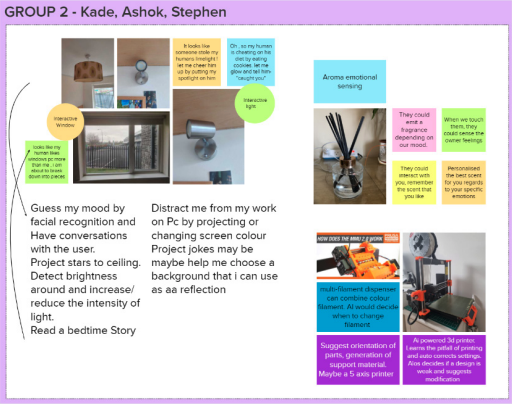 GROUP 2 - Kade, Ashok, Stephen
It looks like
someone stole my
humans limelight !
let me cheer him
up by putting my
spotlight on him
Oh , so my human
is cheating on his
diet by eating
cookies, let me
glow and tell him-
"caught you"
Interactive
light
Interactive
Window
looks like my
human likes
windows pc more
than me.. i am
about to break
down into pieces
Guess my mood by
facial recognition and
Have conversations
with the user.
Project stars to ceiling.
Detect brightness
around and increase/
reduce the intensity of
light.
Read a bedtime Story
Distract me from my work
on Pc by projecting or
changing screen colour
Project jokes may be
maybe help me choose a
background that i can use
as aa reflection
Aroma emotional
sensing
They could
emit a
fragrance
depending on
our mood.
When we touch
them, they
could sense the
owner feelings
They could
interact with
you, remember
the scent that
you like
Personalised
the best scent
for you regards
to your specific
emotions
HOW DOES THE MMU2 WORK
multi-filament dispenser
can combine colour
filament. AI would decide
when to change
filament
Suggest orientation of
parts, generation of
support material.
Maybe a 5 axis printer
AI powered 3d printer.
Learns the pitfall of printing
and auto corrects settings.
Also decides if a design is
weak and suggests
modification